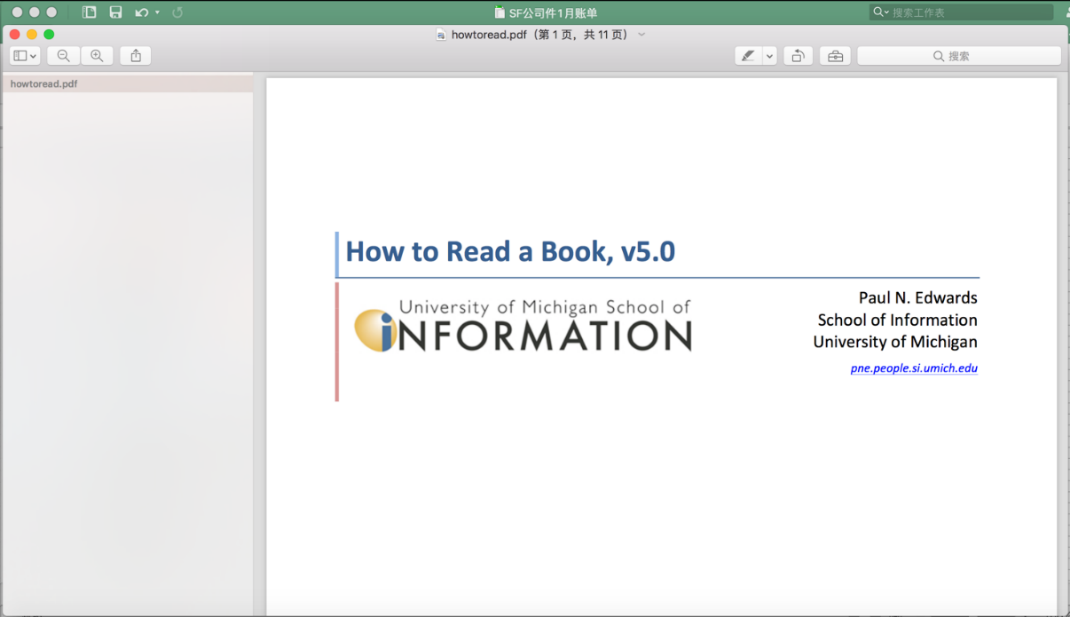 SF公司件1月账单
搜索工作表
howtoread.pdf（第 1 页，共 11 页）
搜索
howtoread.pdf
How to Read a Book, v5.0
University of Michigan School of
iNFORMATION
Paul N. Edwards
School of Information
University of Michigan
pne.people.si.umich.edu